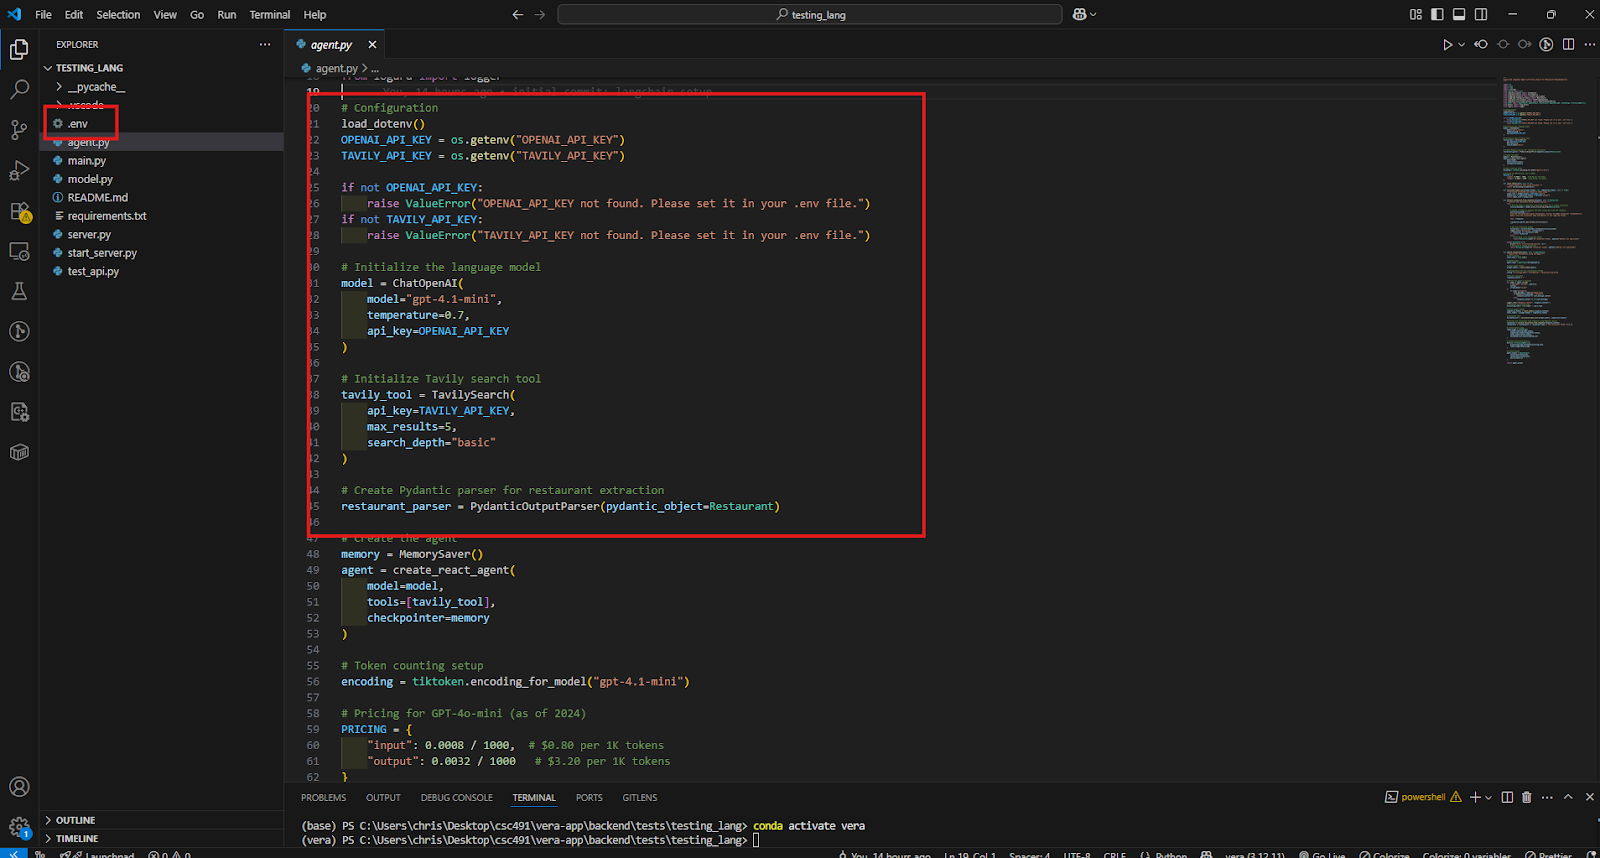 File Edit Selection View Go Run Terminal Help
testing_lang
EXPLORER
TESTING_LANG
__pycache__
.vscode
.env
agent.py
main.py
model.py
README.md
requirements.txt
server.py
start_server.py
test_api.py
OUTLINE
TIMELINE
agent.py
agent.py > ...
from loguru import logger
19 You, 14 hours ago • initial commit: langchain setup
20 # Configuration
21 load_dotenv()
22 OPENAI_API_KEY = os.getenv("OPENAI_API_KEY")
23 TAVILY_API_KEY = os.getenv("TAVILY_API_KEY")
24
25 if not OPENAI_API_KEY:
26 raise ValueError("OPENAI_API_KEY not found. Please set it in your .env file.")
27 if not TAVILY_API_KEY:
28 raise ValueError("TAVILY_API_KEY not found. Please set it in your .env file.")
29
30 # Initialize the language model
31 model = ChatOpenAI(
32 model="gpt-4.1-mini",
33 temperature=0.7,
34 api_key=OPENAI_API_KEY
35 )
36
37 # Initialize Tavily search tool
38 tavily_tool = TavilySearch(
39 api_key=TAVILY_API_KEY,
40 max_results=5,
41 search_depth="basic"
42 )
43
44 # Create Pydantic parser for restaurant extraction
45 restaurant_parser = PydanticOutputParser(pydantic_object=Restaurant)
46
47 # Create the agent
48 memory = MemorySaver()
49 agent = create_react_agent(
50 model=model,
51 tools=[tavily_tool],
52 checkpointer=memory
53 )
54
55 # Token counting setup
56 encoding = tiktoken.encoding_for_model("gpt-4.1-mini")
57
58 # Pricing for GPT-4o-mini (as of 2024)
59 PRICING = {
60 "input": 0.0008 / 1000, # $0.80 per 1K tokens
61 "output": 0.0032 / 1000 # $3.20 per 1K tokens
62 }
PROBLEMS OUTPUT DEBUG CONSOLE TERMINAL PORTS GITLENS
powershell
(base) PS C:\Users\chris\Desktop\csc491\vera-app\backend\tests\testing_lang> conda activate vera
(vera) PS C:\Users\chris\Desktop\csc491\vera-app\backend\tests\testing_lang>
1
Launchpad 0 0 You, 14 hours ago Ln 19, Col 1 Spaces: 4 UTF-8 CRLF {} Python vera (3.12.11) Go Live Colorize Colorize: 0 variables Prettier